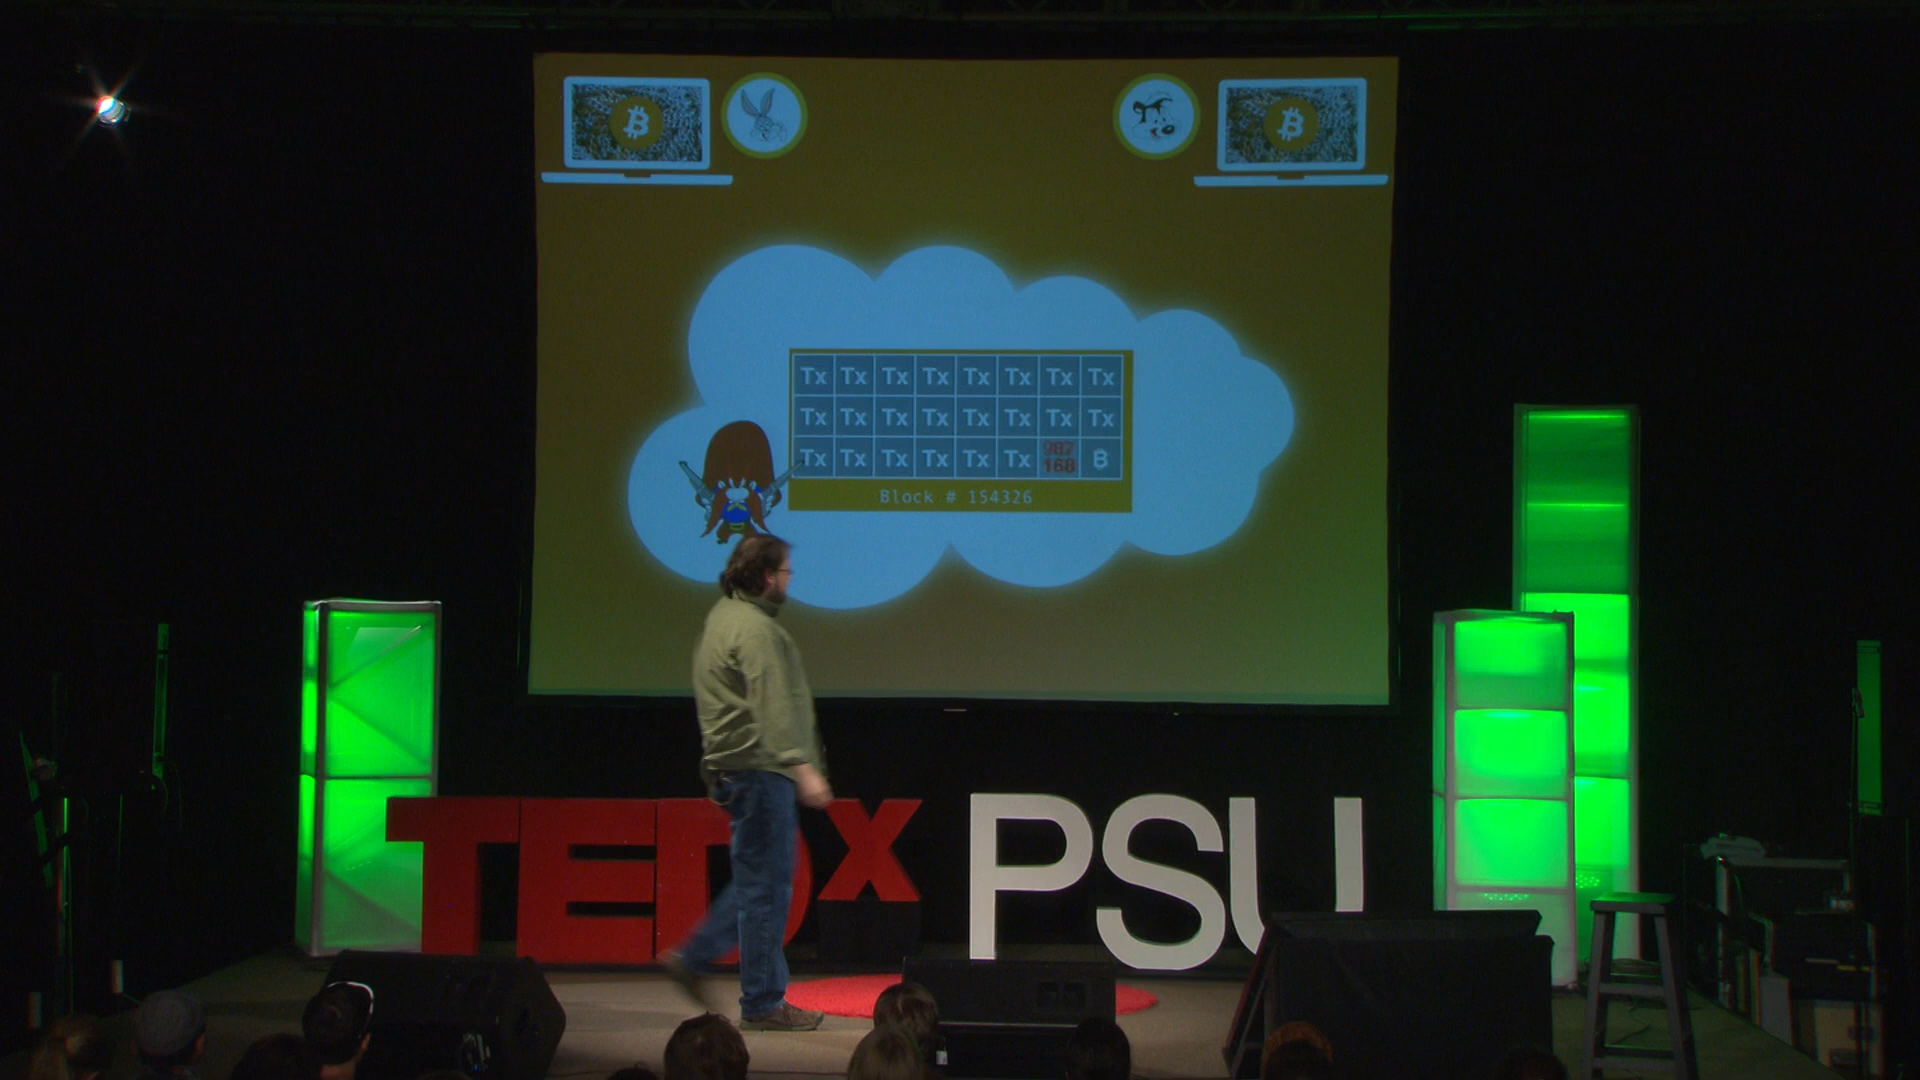 ₿ ₿
Tx Tx Tx Tx Tx Tx Tx Tx
Tx Tx Tx Tx Tx Tx Tx Tx
Tx Tx Tx Tx Tx Tx 987 B
168
Block # 154326
TEDx PSU